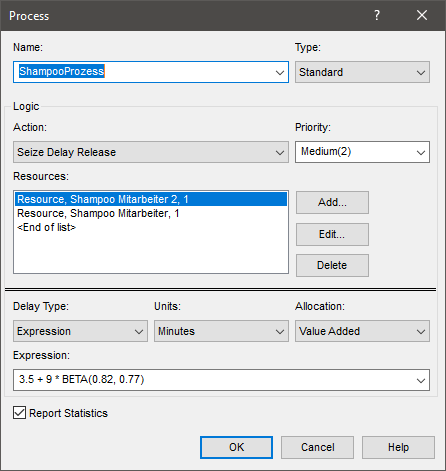 Process
?
Name:
Type:
ShampooProzess
Standard
Logic
Action:
Priority:
Seize Delay Release
Medium(2)
Resources:
Resource, Shampoo Mitarbeiter 2, 1
Resource, Shampoo Mitarbeiter, 1
<End of list>
Add...
Edit...
Delete
Delay Type:
Units:
Allocation:
Expression
Minutes
Value Added
Expression:
3.5 + 9 * BETA(0.82, 0.77)
Report Statistics
OK
Cancel
Help